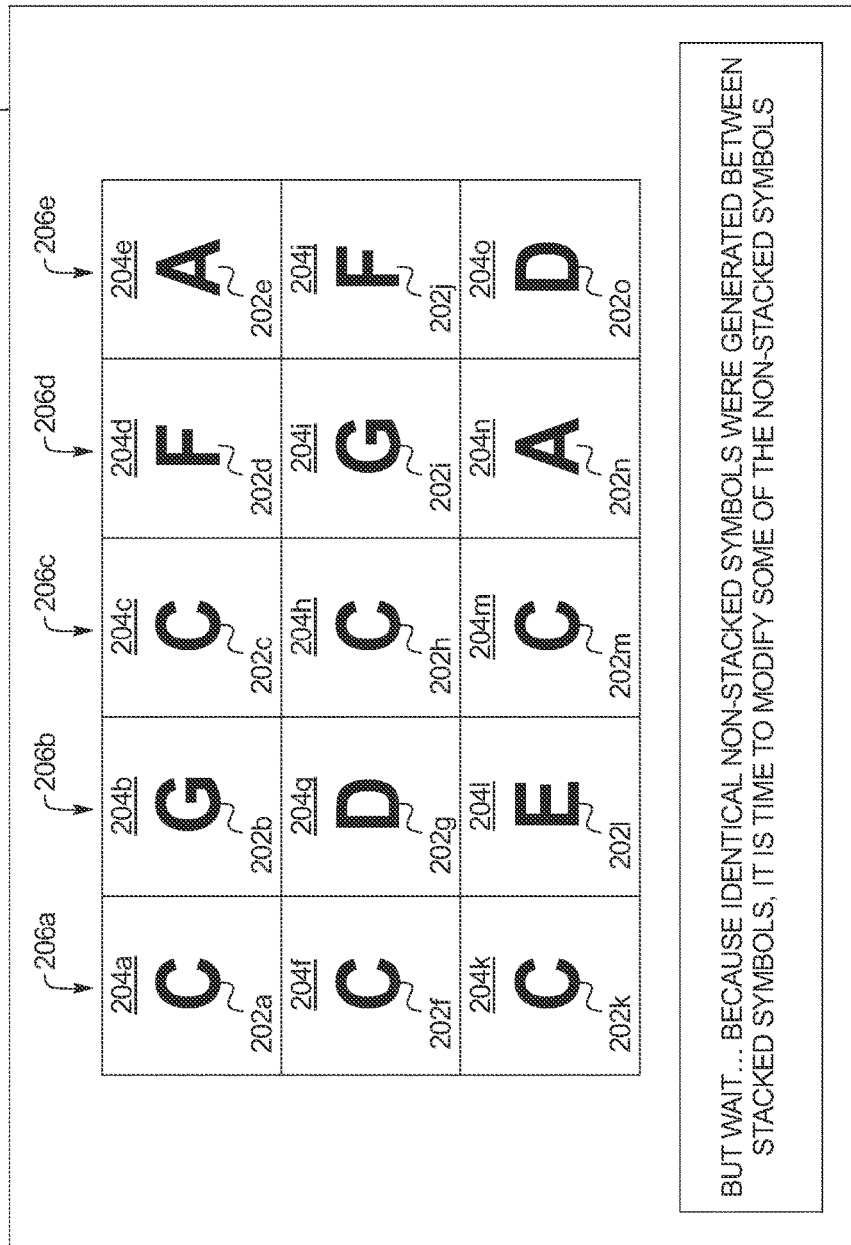 206a 206b 206c 206d 206e
204a 204b 204c 204d 204e
C G C F A
202a 202b 202c 202d 202e
204f 204g 204h 204i 204j
C D C G F
202f 202g 202h 202i 202j
204k 204l 204m 204n 204o
C E C A D
202k 202l 202m 202n 202o
BUT WAIT... BECAUSE IDENTICAL NON-STACKED SYMBOLS WERE GENERATED BETWEEN
STACKED SYMBOLS, IT IS TIME TO MODIFY SOME OF THE NON-STACKED SYMBOLS